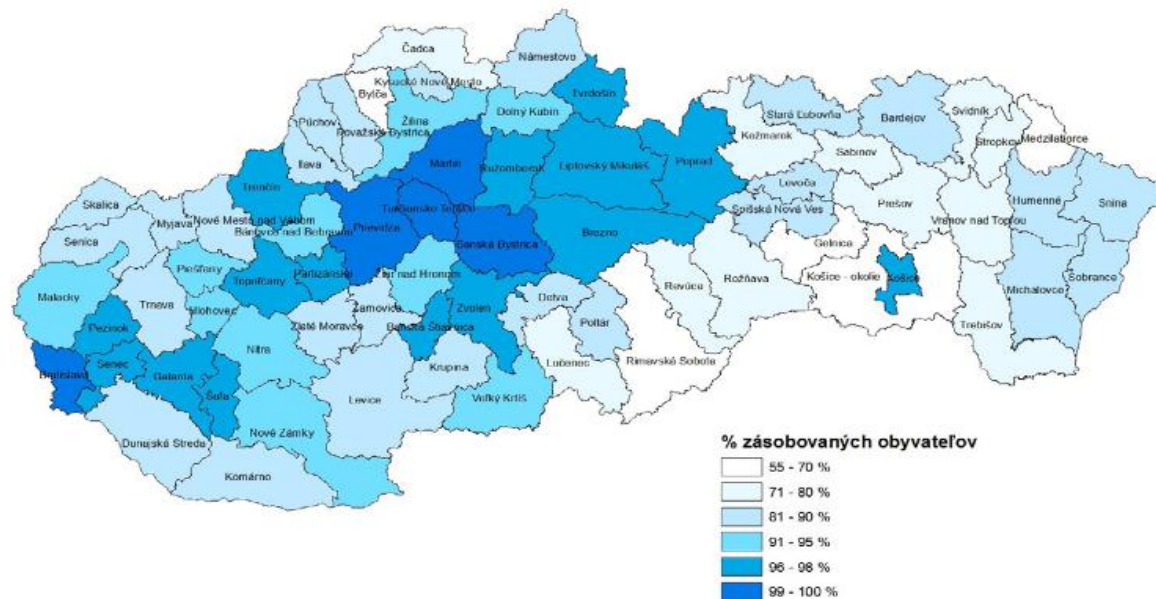 Čadca
Námestovo
Kysucké Nové Mesto
Bytča
Tvrdošín
Dolný Kubín
Žilina
Púchov
Považská Bystrica
Ilava
Martin
Ružomberok
Liptovský Mikuláš
Poprad
Kežmarok
Stará Ľubovňa
Bardejov
Svidník
Stropkov
Medzilaborce
Sabinov
Levoča
Prešov
Humenné
Snina
Spišská Nová Ves
Vranov nad Topľou
Gelnica
Trenčín
Skalica
Myjava
Nové Mesto nad Váhom
Bánovce nad Bebravou
Prievidza
Turčianske Teplice
Banská Bystrica
Brezno
Senica
Piešťany
Topoľčany
Partizánske
Žiar nad Hronom
Rožňava
Revúca
Košice - okolie
Košice
Michalovce
Sobrance
Trebišov
Malacky
Trnava
Hlohovec
Zlaté Moravce
Žarnovica
Banská Štiavnica
Zvolen
Detva
Poltár
Pezinok
Nitra
Krupina
Lučenec
Rimavská Sobota
Bratislava
Senec
Galanta
Šaľa
Levice
Veľký Krtíš
Dunajská Streda
Nové Zámky
Komárno
% zásobovaných obyvateľov
55 - 70 %
71 - 80 %
81 - 90 %
91 - 95 %
96 - 98 %
99 - 100 %